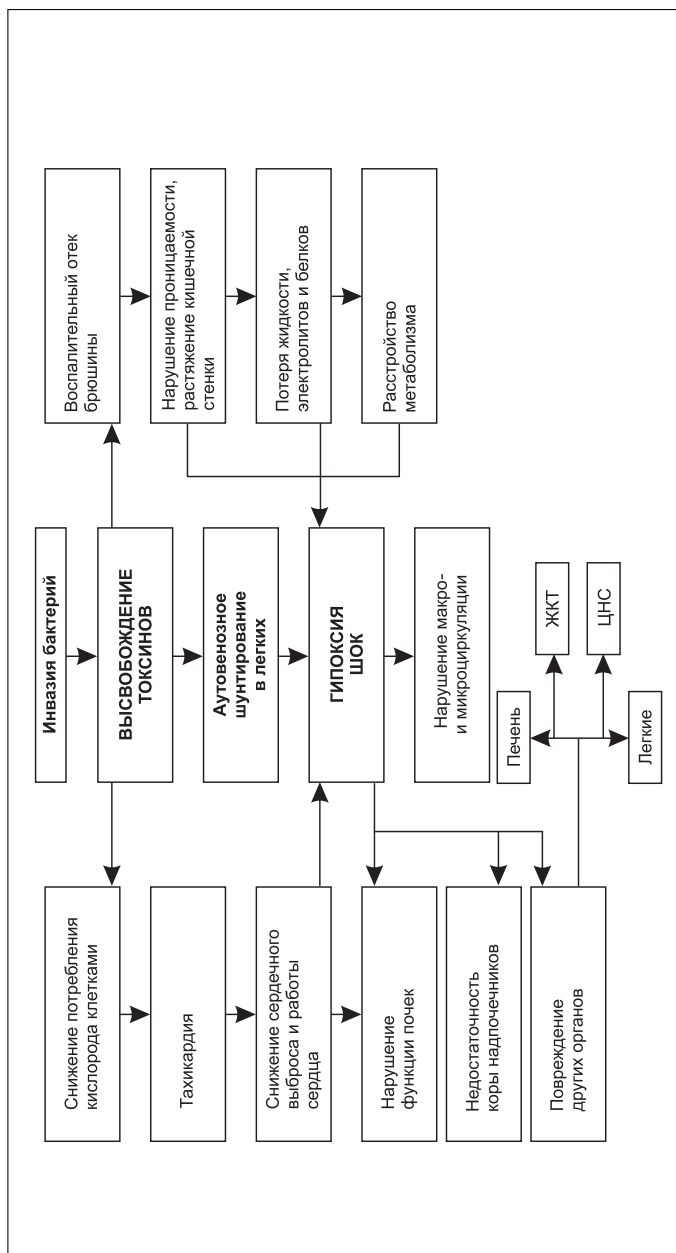 Инвазия бактерий
ВЫСВОБОЖДЕНИЕ
ТОКСИНОВ
Аутовенозное
шунтирование
в легких
ГИПОКСИЯ
ШОК
Нарушение макро-
и микроциркуляции
Снижение потребления
кислорода клетками
Тахикардия
Снижение сердечного
выброса и работы
сердца
Нарушение
функции почек
Недостаточность
коры надпочечников
Повреждение
других органов
Печень
ЖКТ
ЦНС
Легкие
Воспалительный отек
брюшины
Нарушение проницаемости,
растяжение кишечной
стенки
Потеря жидкости,
электролитов и белков
Расстройство
метаболизма